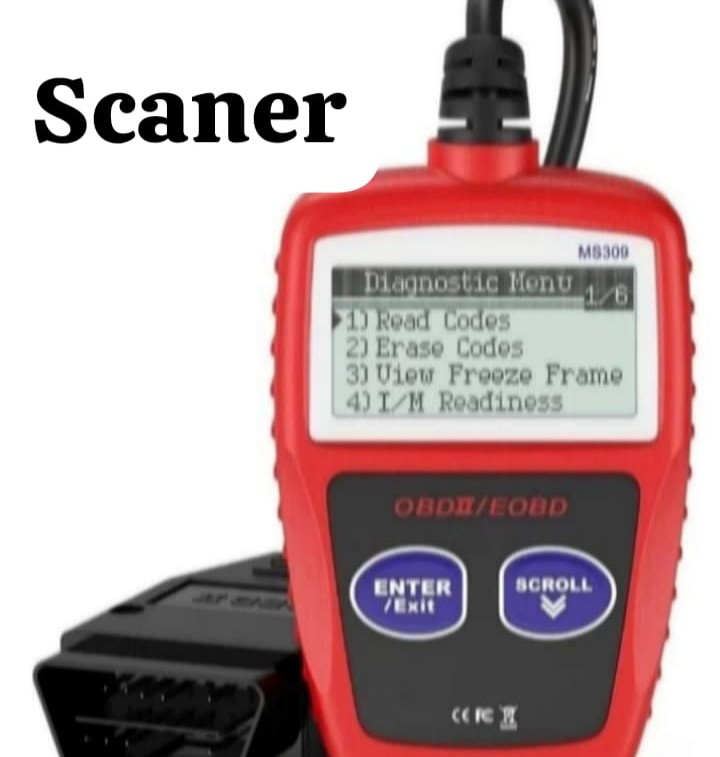 Scaner
MS309
Diagnostic Menu 1/6
1) Read Codes
2) Erase Codes
3) View Freeze Frame
4) I/M Readiness
OBDII/EOBD
ENTER
/Exit
SCROLL
CE FC